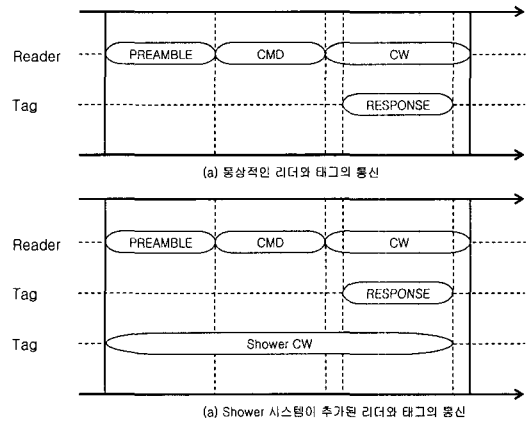 Reader
PREAMBLE
CMD
CW
Tag
RESPONSE
(a) 통상적인 리더와 태그의 통신
Reader
PREAMBLE
CMD
CW
Tag
RESPONSE
Tag
Shower CW
(a) Shower 시스템이 추가된 리더와 태그의 통신